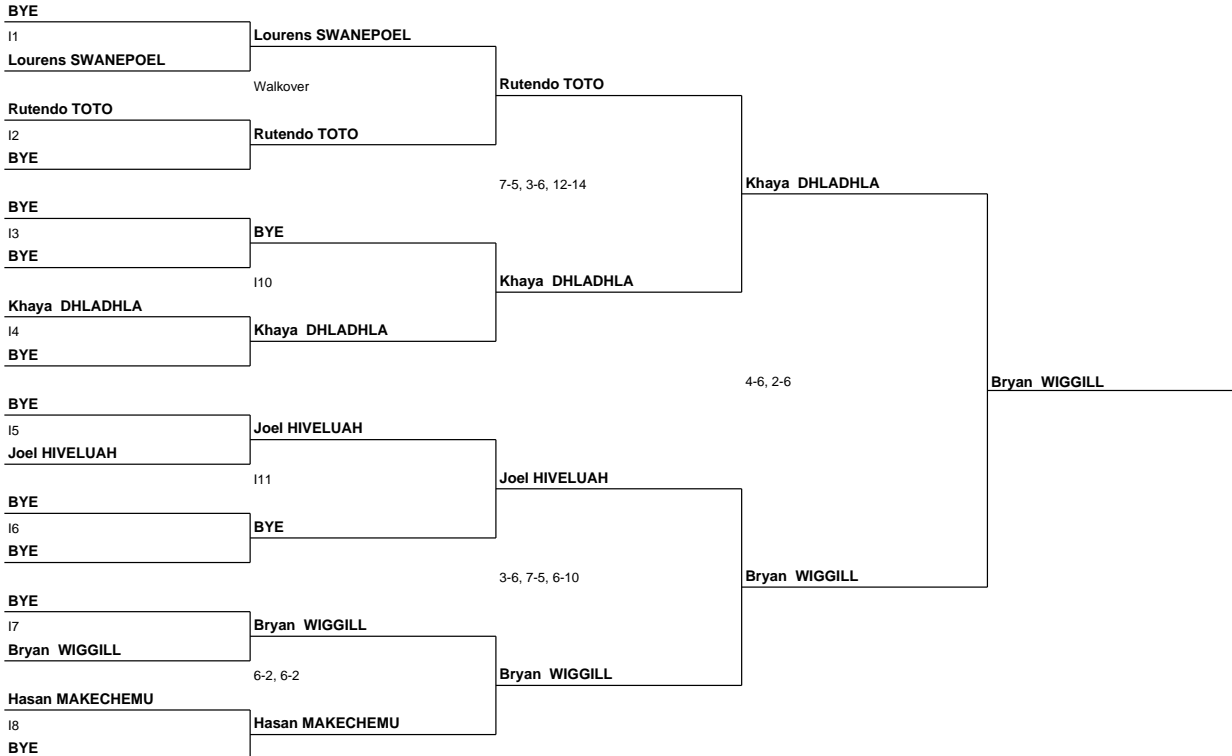 BYE
I1
Lourens SWANEPOEL
Rutendo TOTO
I2
BYE
BYE
I3
BYE
Khaya DHLADHLA
I4
BYE
BYE
I5
Joel HIVELUAH
BYE
I6
BYE
BYE
I7
Bryan WIGGILL
Hasan MAKECHEMU
I8
BYE
Lourens SWANEPOEL
Walkover
Rutendo TOTO
BYE
I10
Khaya DHLADHLA
Joel HIVELUAH
I11
BYE
Bryan WIGGILL
6-2, 6-2
Hasan MAKECHEMU
Rutendo TOTO
7-5, 3-6, 12-14
Khaya DHLADHLA
Joel HIVELUAH
3-6, 7-5, 6-10
Bryan WIGGILL
Khaya DHLADHLA
4-6, 2-6
Bryan WIGGILL
Bryan WIGGILL